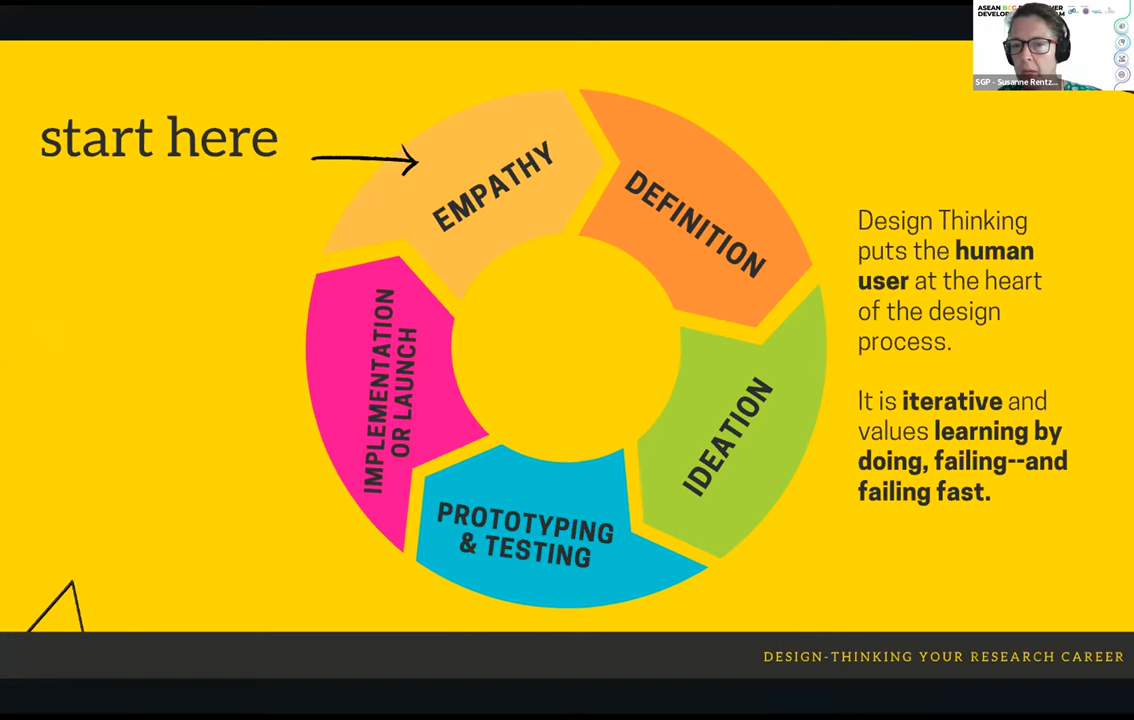 start here
EMPATHY
DEFINITION
IDEATION
PROTOTYPING
& TESTING
IMPLEMENTATION
OR LAUNCH
Design Thinking
puts the human
user at the heart
of the design
process.
It is iterative and
values learning by
doing, failing--and
failing fast.
DESIGN-THINKING YOUR RESEARCH CAREER
ASEAN
SGP - Susanne Rentz...